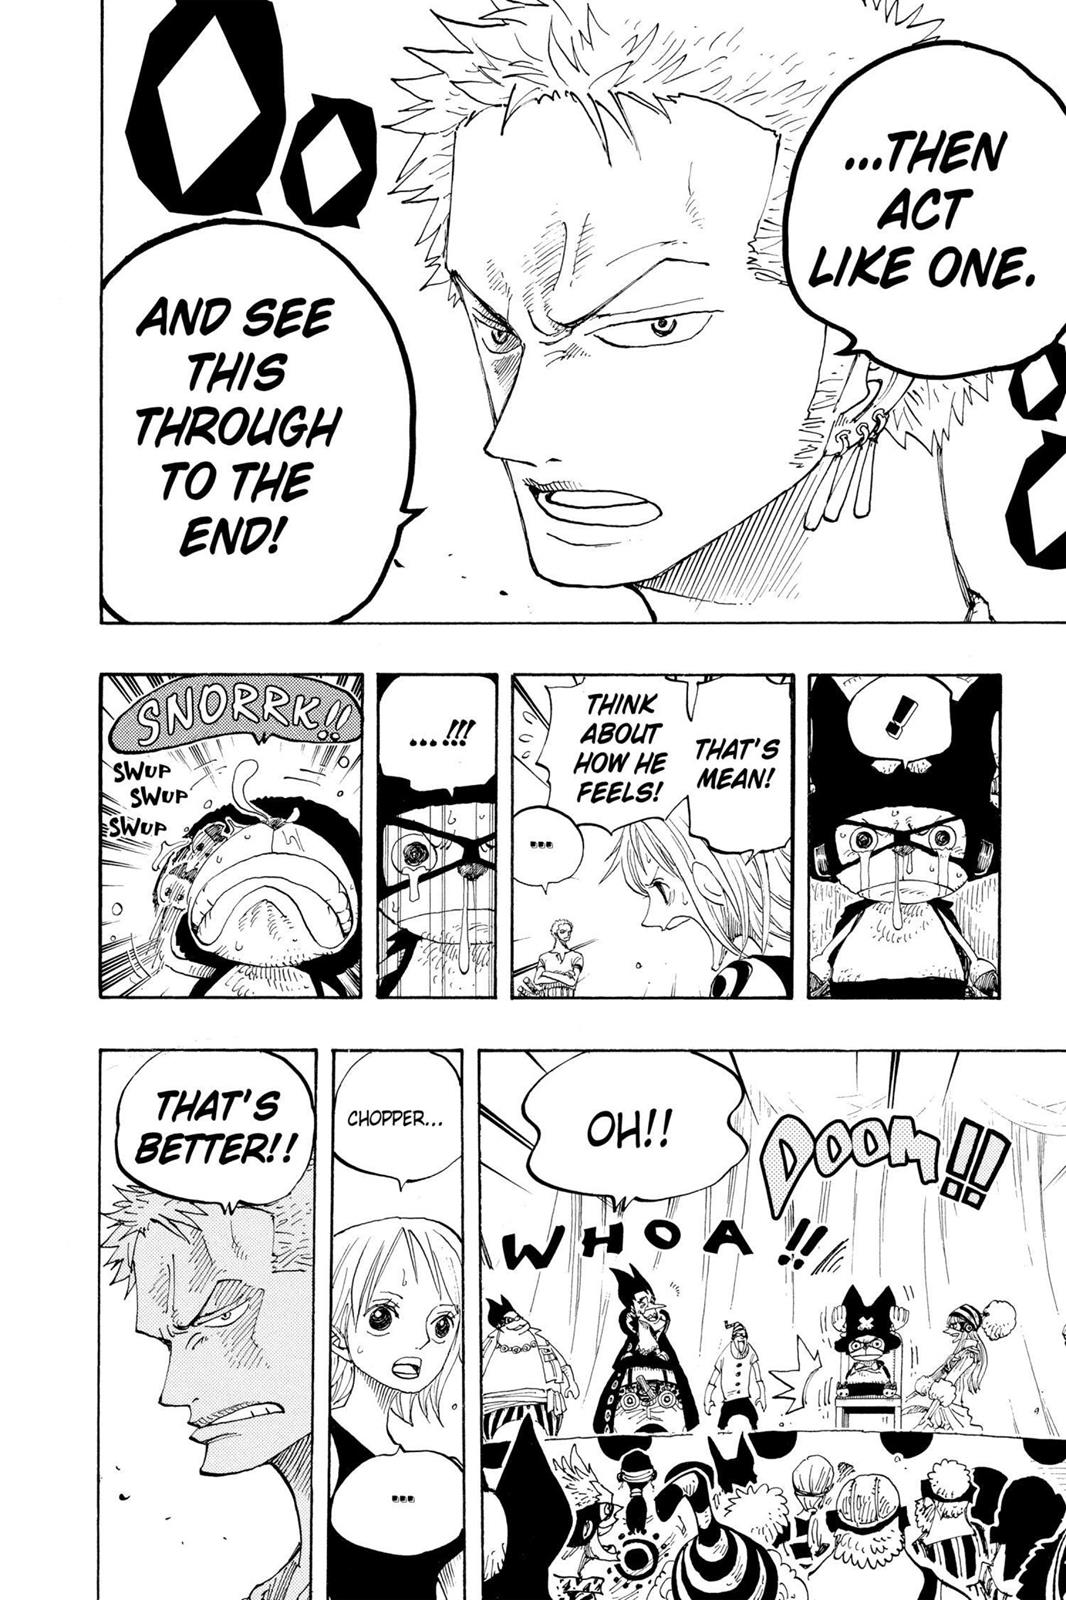 ...THEN
ACT
LIKE ONE.
AND SEE
THIS
THROUGH
TO THE
END!
!
THAT'S
MEAN!
THINK
ABOUT
HOW HE
FEELS!
...
...!!!
SNORRK!!
SWUP
SWUP
SWUP
OH!!
DOOM!!
WHOA!!
CHOPPER...
...
THAT'S
BETTER!!